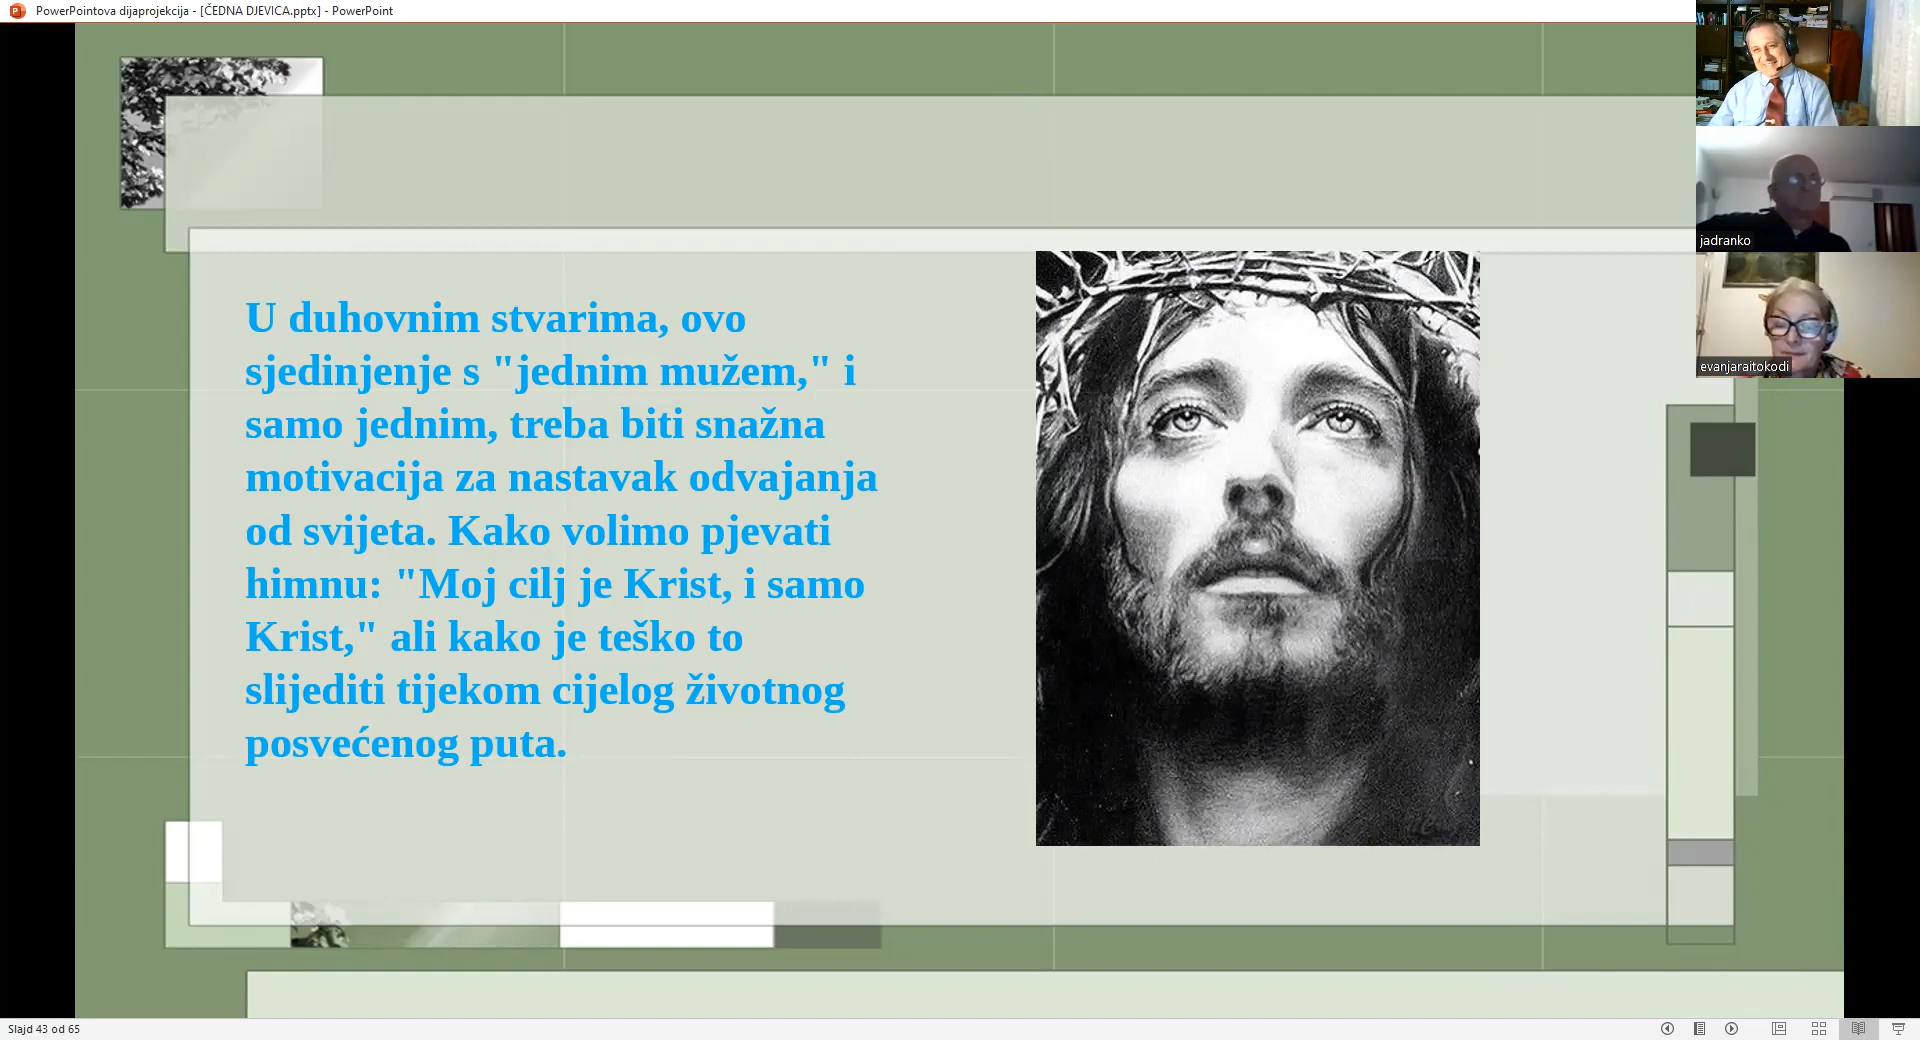 PowerPointova dijaprojekcija - [ČEDNA DJEVICA.pptx] - PowerPoint
U duhovnim stvarima, ovo
sjedinjenje s "jednim mužem," i
samo jednim, treba biti snažna
motivacija za nastavak odvajanja
od svijeta. Kako volimo pjevati
himnu: "Moj cilj je Krist, i samo
Krist," ali kako je teško to
slijediti tijekom cijelog životnog
posvećenog puta.
jadranko
evanjaraitokodi
Slajd 43 od 65